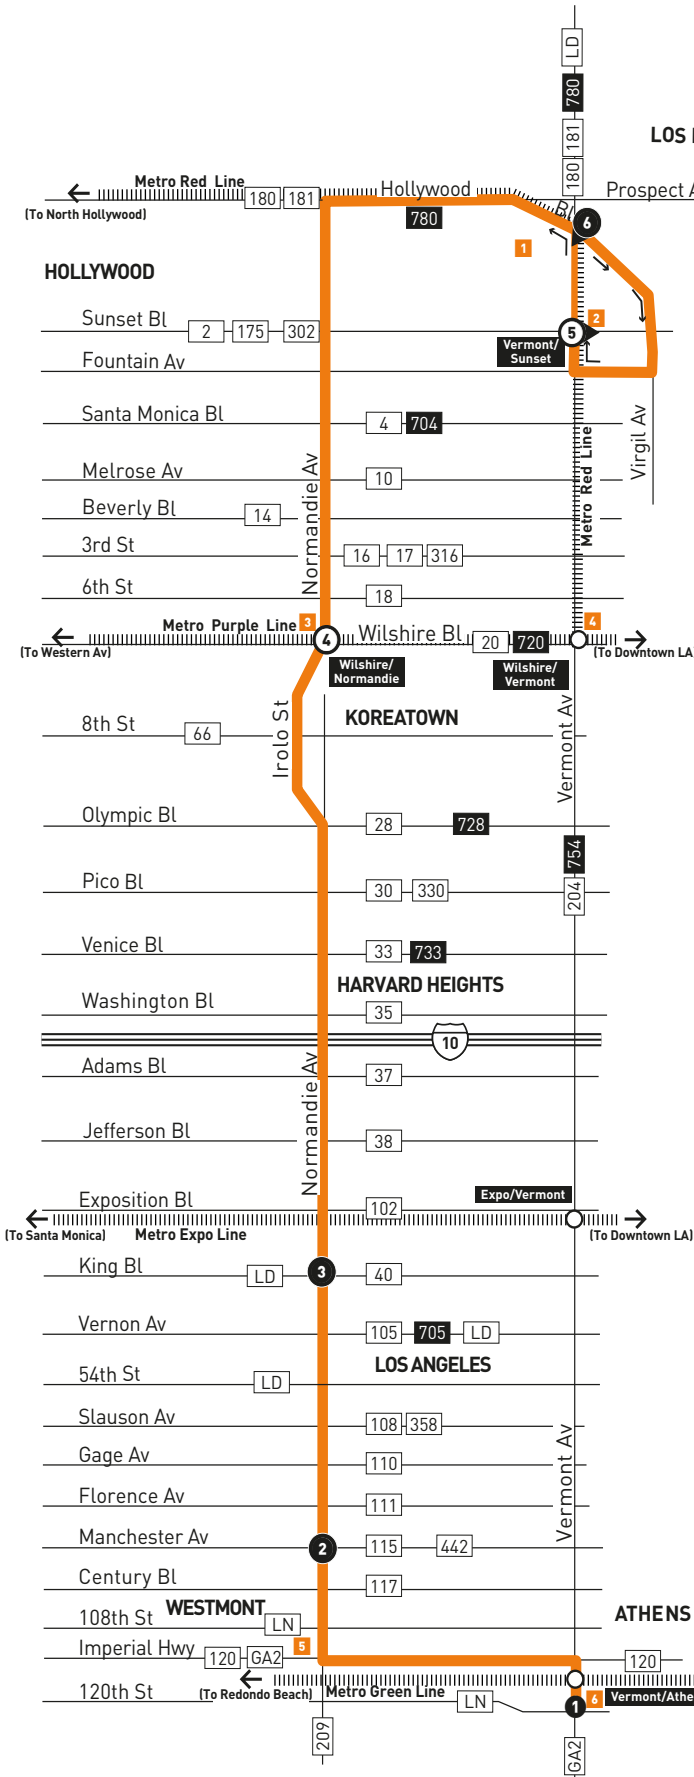 LD
780
181
180
LOS
Metro Red Line
180 181
Hollywood
Bl
Prospect
(To North Hollywood)
780
6
1
HOLLYWOOD
Sunset Bl
2 175 302
2
5
Vermont/
Sunset
Fountain Av
Santa Monica Bl
4 704
Virgil Av
Metro Red Line
Melrose Av
10
Normandie Av
Beverly Bl
14
3rd St
16 17 316
6th St
18
Metro Purple Line
3
4
Wilshire Bl
20 720
4
(To Western Av)
(To Downtown LA)
Wilshire/
Normandie
Wilshire/
Vermont
KOREATOWN
8th St
66
Irolo St
Vermont Av
Olympic Bl
28 728
754
204
Pico Bl
30 330
Venice Bl
33 733
HARVARD HEIGHTS
Washington Bl
35
10
Adams Bl
37
Normandie Av
Jefferson Bl
38
Exposition Bl
102
Expo/Vermont
(To Santa Monica)
Metro Expo Line
(To Downtown LA)
King Bl
LD
3
40
Vernon Av
105 705 LD
LOS ANGELES
54th St
LD
Slauson Av
108 358
Gage Av
110
Vermont Av
Florence Av
111
Manchester Av
2
115 442
Century Bl
117
WESTMONT
ATHENS
108th St
LN
Imperial Hwy
120 GA2
5
120
(To Redondo Beach)
Metro Green Line
120th St
LN
1
6
Vermont/Athe
209
GA2